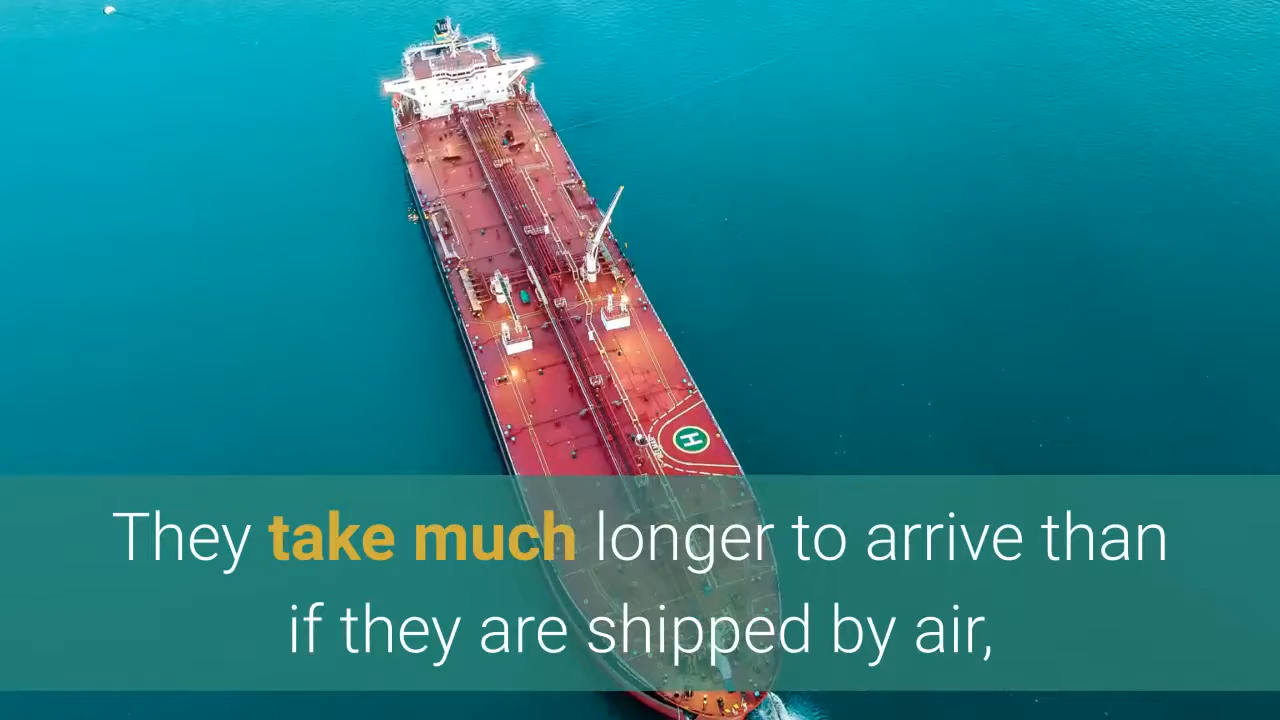 They take much longer to arrive than
if they are shipped by air,
H